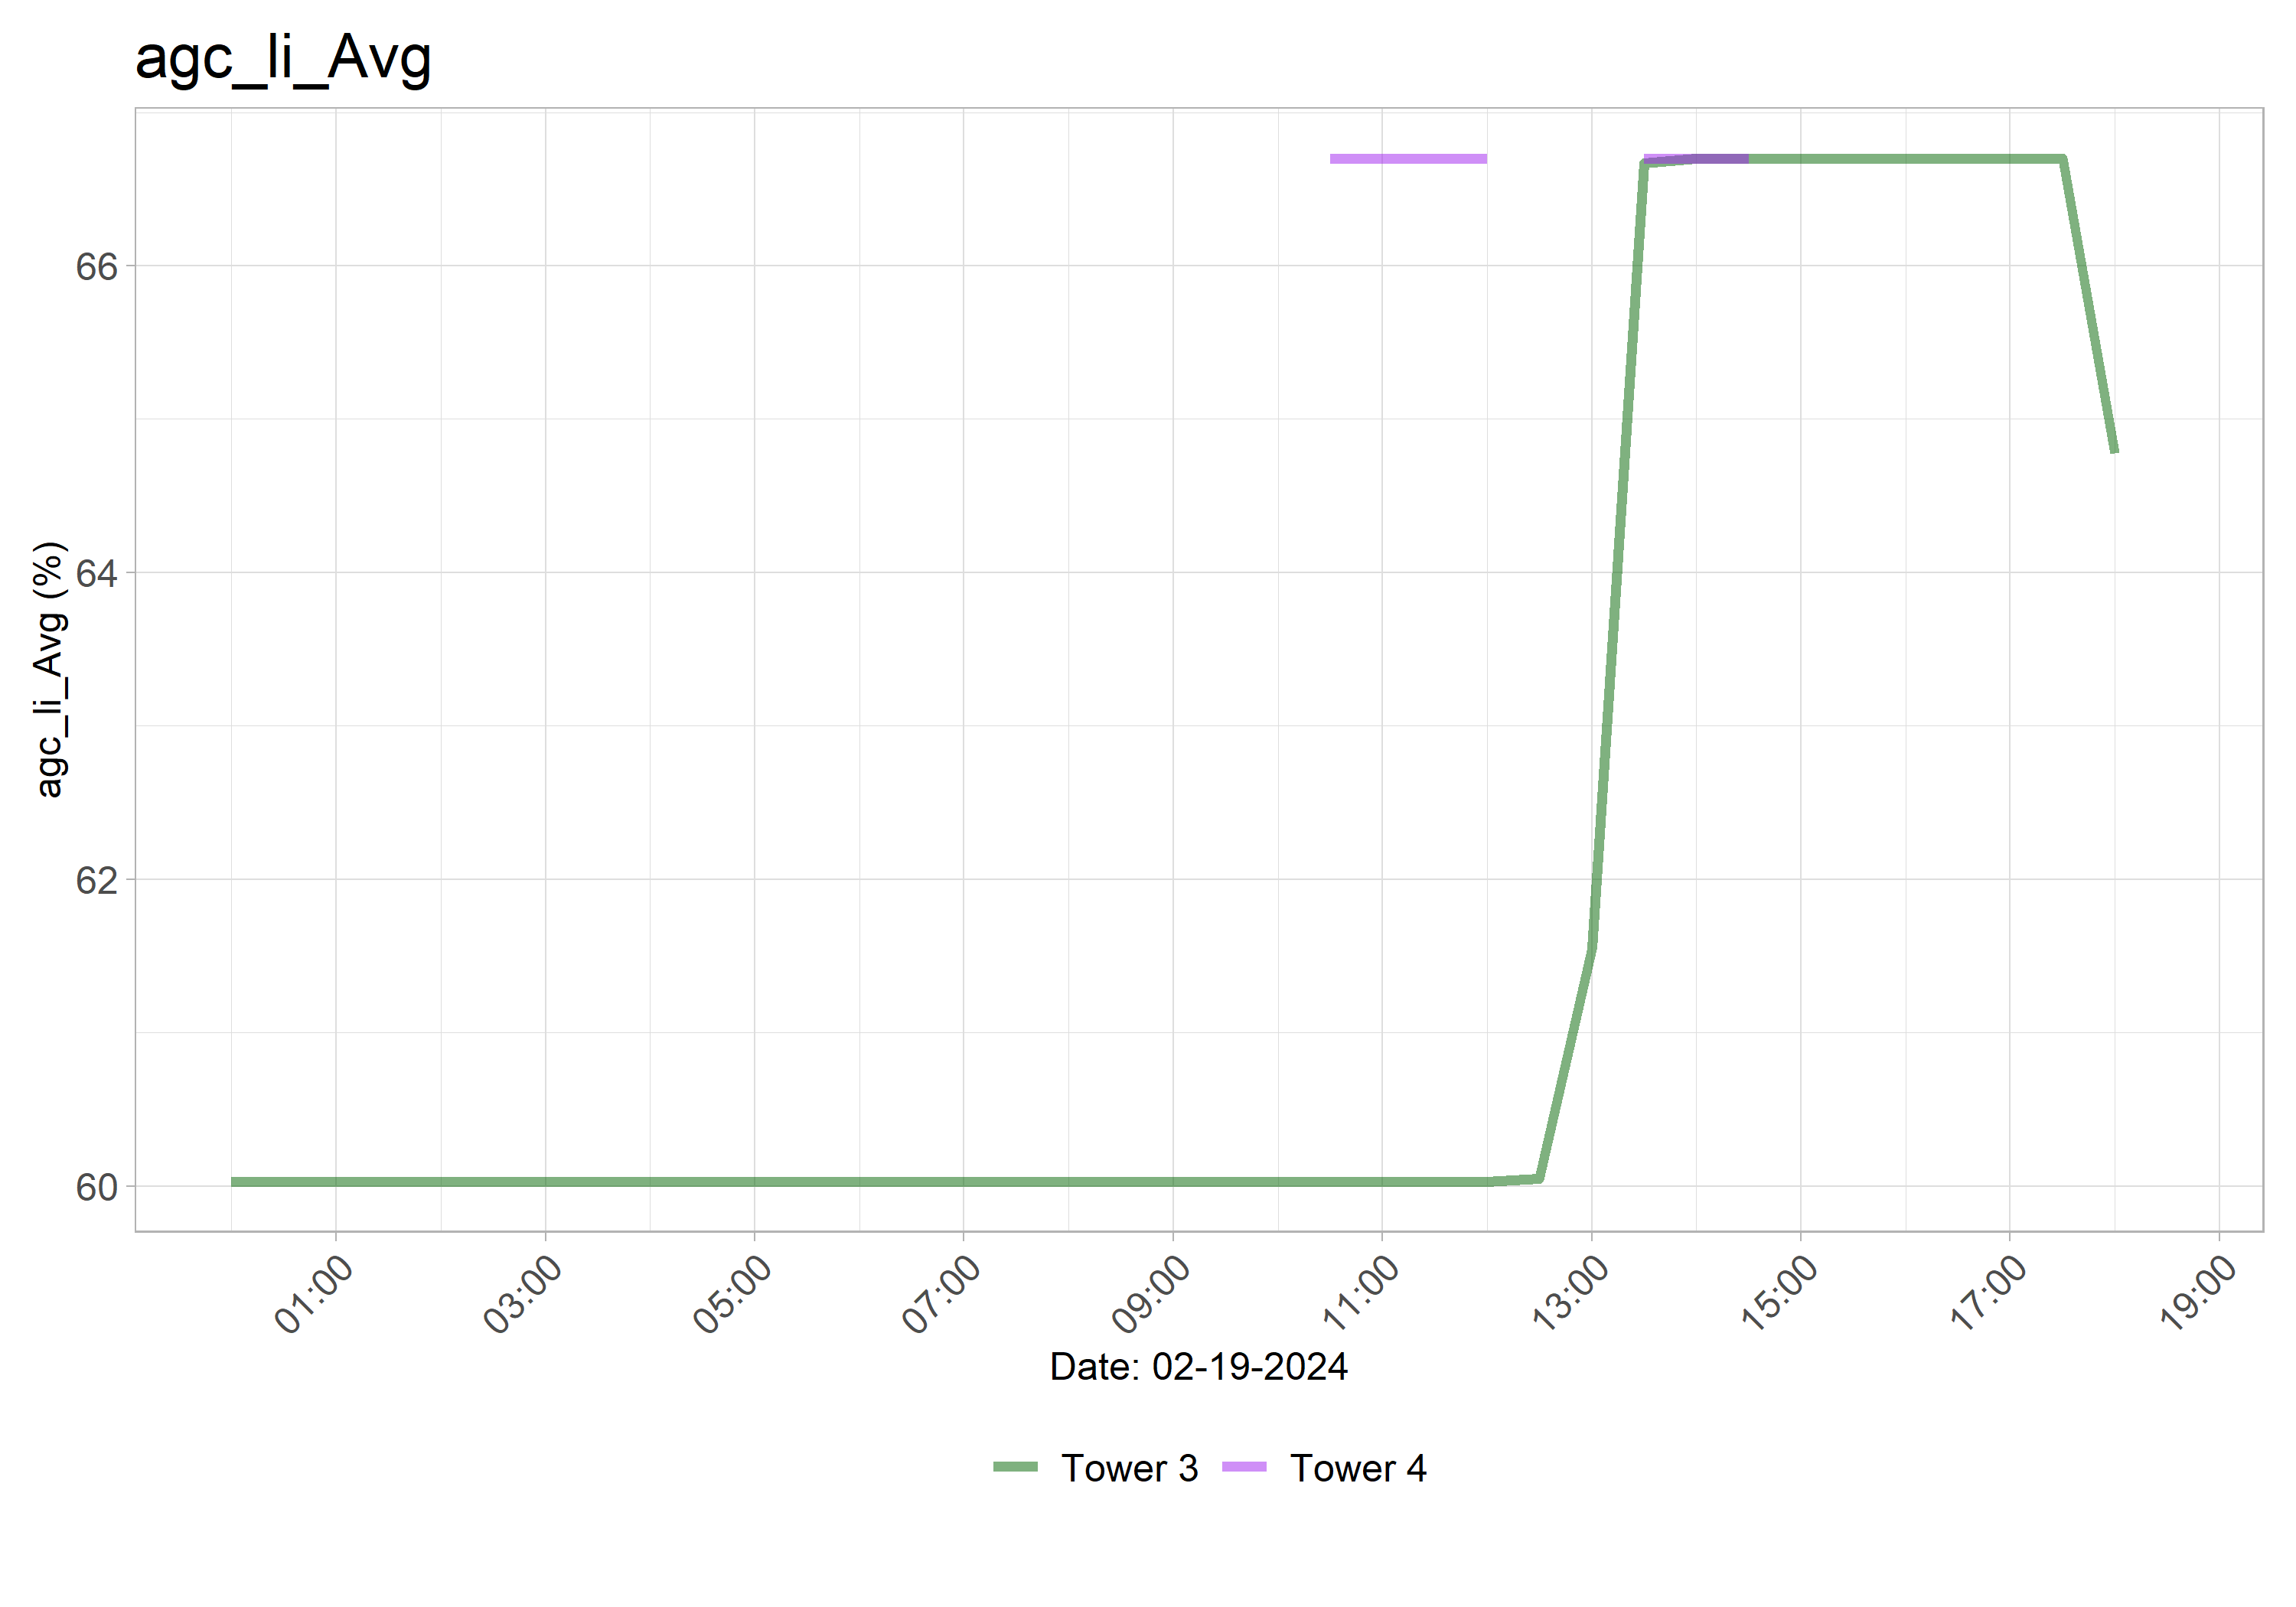 agc_li_Avg
agc_li_Avg (%)
66
64
62
60
01:00 03:00 05:00 07:00 09:00 11:00 13:00 15:00 17:00 19:00
Date: 02-19-2024
Tower 3 Tower 4